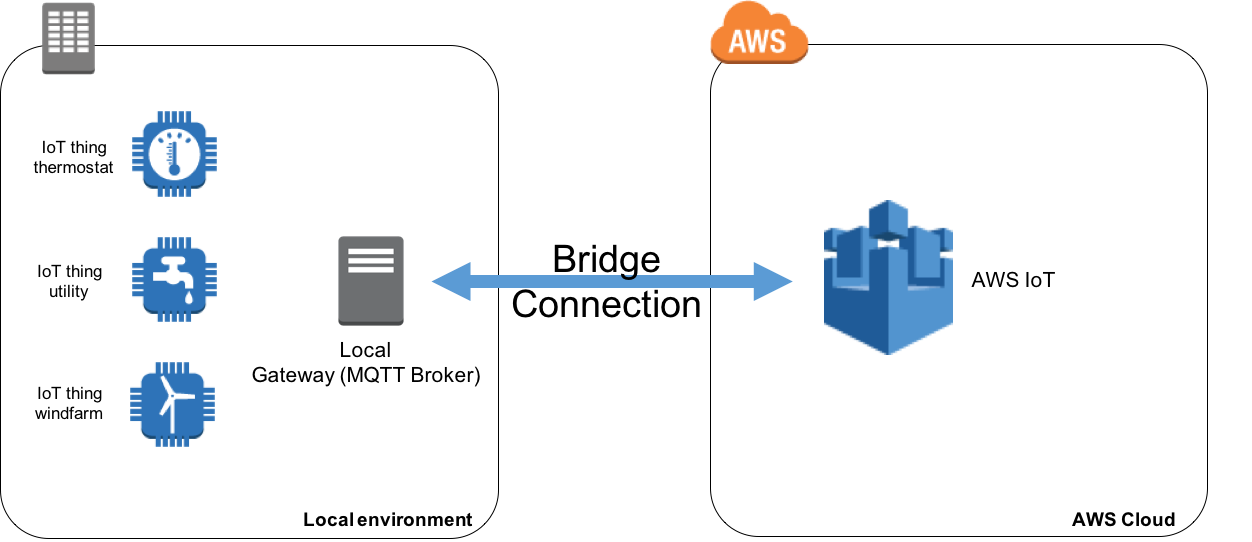 AWS
IoT thing
thermostat
IoT thing
utility
IoT thing
windfarm
Local
Gateway (MQTT Broker)
Bridge
Connection
AWS IoT
Local environment
AWS Cloud